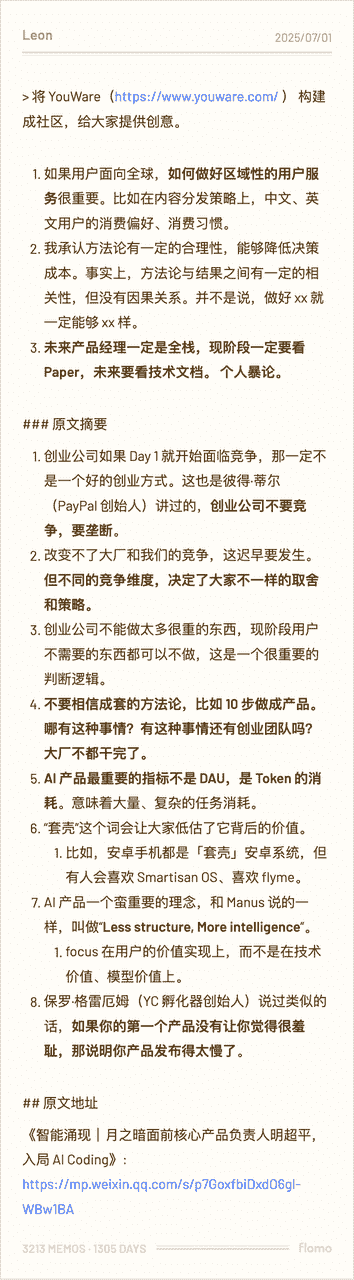 Leon
2025/07/01
> 将 YouWare（https://www.youware.com/ ） 构建
成社区，给大家提供创意。
1. 如果用户面向全球，如何做好区域性的用户服
务很重要。比如在内容分发策略上，中文、英
文用户的消费偏好、消费习惯。
2. 我承认方法论有一定的合理性，能够降低决策
成本。事实上，方法论与结果之间有一定的相
关性，但没有因果关系。并不是说，做好 xx 就
一定能够 xx 样。
3. 未来产品经理一定是全栈，现阶段一定要看
Paper，未来要看技术文档。 个人暴论。
### 原文摘要
1. 创业公司如果 Day 1 就开始面临竞争，那一定不
是一个好的创业方式。这也是彼得·蒂尔
（PayPal 创始人）讲过的，创业公司不要竞
争，要垄断。
2. 改变不了大厂和我们的竞争，这迟早要发生。
但不同的竞争维度，决定了大家不一样的取舍
和策略。
3. 创业公司不能做太多很重的东西，现阶段用户
不需要的东西都可以不做，这是一个很重要的
判断逻辑。
4. 不要相信成套的方法论，比如 10 步做成产品。
哪有这种事情？有这种事情还有创业团队吗？
大厂不都干完了。
5. AI 产品最重要的指标不是 DAU，是 Token 的消
耗。意味着大量、复杂的任务消耗。
6. “套壳”这个词会让大家低估了它背后的价值。
1. 比如，安卓手机都是「套壳」安卓系统，但
有人会喜欢 Smartisan OS、喜欢 flyme。
7. AI 产品一个蛮重要的理念，和 Manus 说的一
样，叫做“Less structure, More intelligence”。
1. focus 在用户的价值实现上，而不是在技术
价值、模型价值上。
8. 保罗·格雷厄姆（YC 孵化器创始人）说过类似的
话，如果你的第一个产品没有让你觉得很羞
耻，那说明你产品发布得太慢了。
## 原文地址
《智能涌现｜月之暗面前核心产品负责人明超平，
入局 AI Coding》：
https://mp.weixin.qq.com/s/p7GoxfbiDxdO6gI-
WBw1BA
3213 MEMOS · 1305 DAYS
flomo